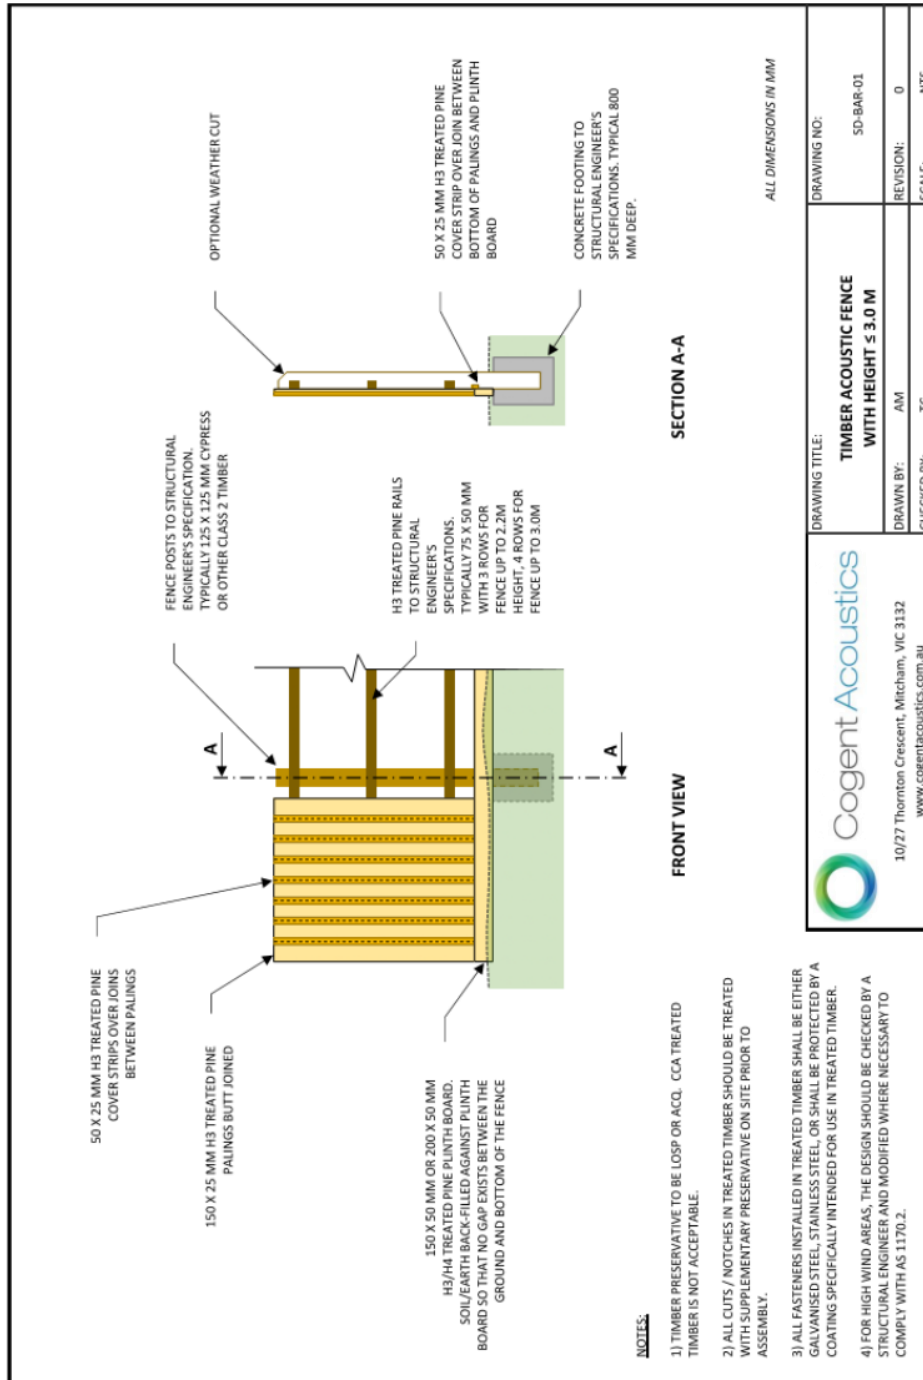 50 X 25 MM H3 TREATED PINE
COVER STRIPS OVER JOINS
BETWEEN PALINGS
150 X 25 MM H3 TREATED PINE
PALINGS BUTT JOINED
150 X 50 MM OR 200 X 50 MM
H3/H4 TREATED PINE PLINTH BOARD.
SOIL/EARTH BACK-FILLED AGAINST PLINTH
BOARD SO THAT NO GAP EXISTS BETWEEN THE
GROUND AND BOTTOM OF THE FENCE
FENCE POSTS TO STRUCTURAL
ENGINEER'S SPECIFICATION.
TYPICALLY 125 X 125 MM CYPRESS
OR OTHER CLASS 2 TIMBER
A
A
H3 TREATED PINE RAILS
TO STRUCTURAL
ENGINEER'S
SPECIFICATIONS.
TYPICALLY 75 X 50 MM
WITH 3 ROWS FOR
FENCE UP TO 2.2M
HEIGHT, 4 ROWS FOR
FENCE UP TO 3.0M
FRONT VIEW
OPTIONAL WEATHER CUT
50 X 25 MM H3 TREATED PINE
COVER STRIP OVER JOIN BETWEEN
BOTTOM OF PALINGS AND PLINTH
BOARD
CONCRETE FOOTING TO
STRUCTURAL ENGINEER'S
SPECIFICATIONS. TYPICAL 800
MM DEEP.
SECTION A-A
ALL DIMENSIONS IN MM
NOTES:
1) TIMBER PRESERVATIVE TO BE LOSP OR ACQ. CCA TREATED
TIMBER IS NOT ACCEPTABLE.
2) ALL CUTS / NOTCHES IN TREATED TIMBER SHOULD BE TREATED
WITH SUPPLEMENTARY PRESERVATIVE ON SITE PRIOR TO
ASSEMBLY.
3) ALL FASTENERS INSTALLED IN TREATED TIMBER SHALL BE EITHER
GALVANISED STEEL, STAINLESS STEEL, OR SHALL BE PROTECTED BY A
COATING SPECIFICALLY INTENDED FOR USE IN TREATED TIMBER.
4) FOR HIGH WIND AREAS, THE DESIGN SHOULD BE CHECKED BY A
STRUCTURAL ENGINEER AND MODIFIED WHERE NECESSARY TO
COMPLY WITH AS 1170.2.
Cogent Acoustics
10/27 Thornton Crescent, Mitcham, VIC 3132
www.cogentacoustics.com.au
DRAWING TITLE:
TIMBER ACOUSTIC FENCE
WITH HEIGHT ≤ 3.0 M
DRAWING NO:
SD-BAR-01
DRAWN BY: AM
REVISION: 0